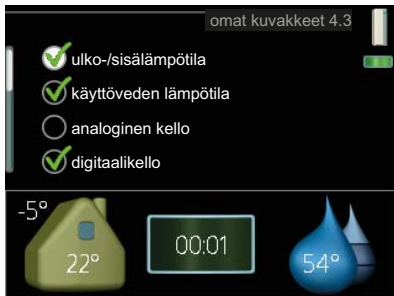 omat kuvakkeet 4.3
ulko-/sisälämpötila
käyttöveden lämpötila
analoginen kello
digitaalikello
-5°
22°
00:01
54°